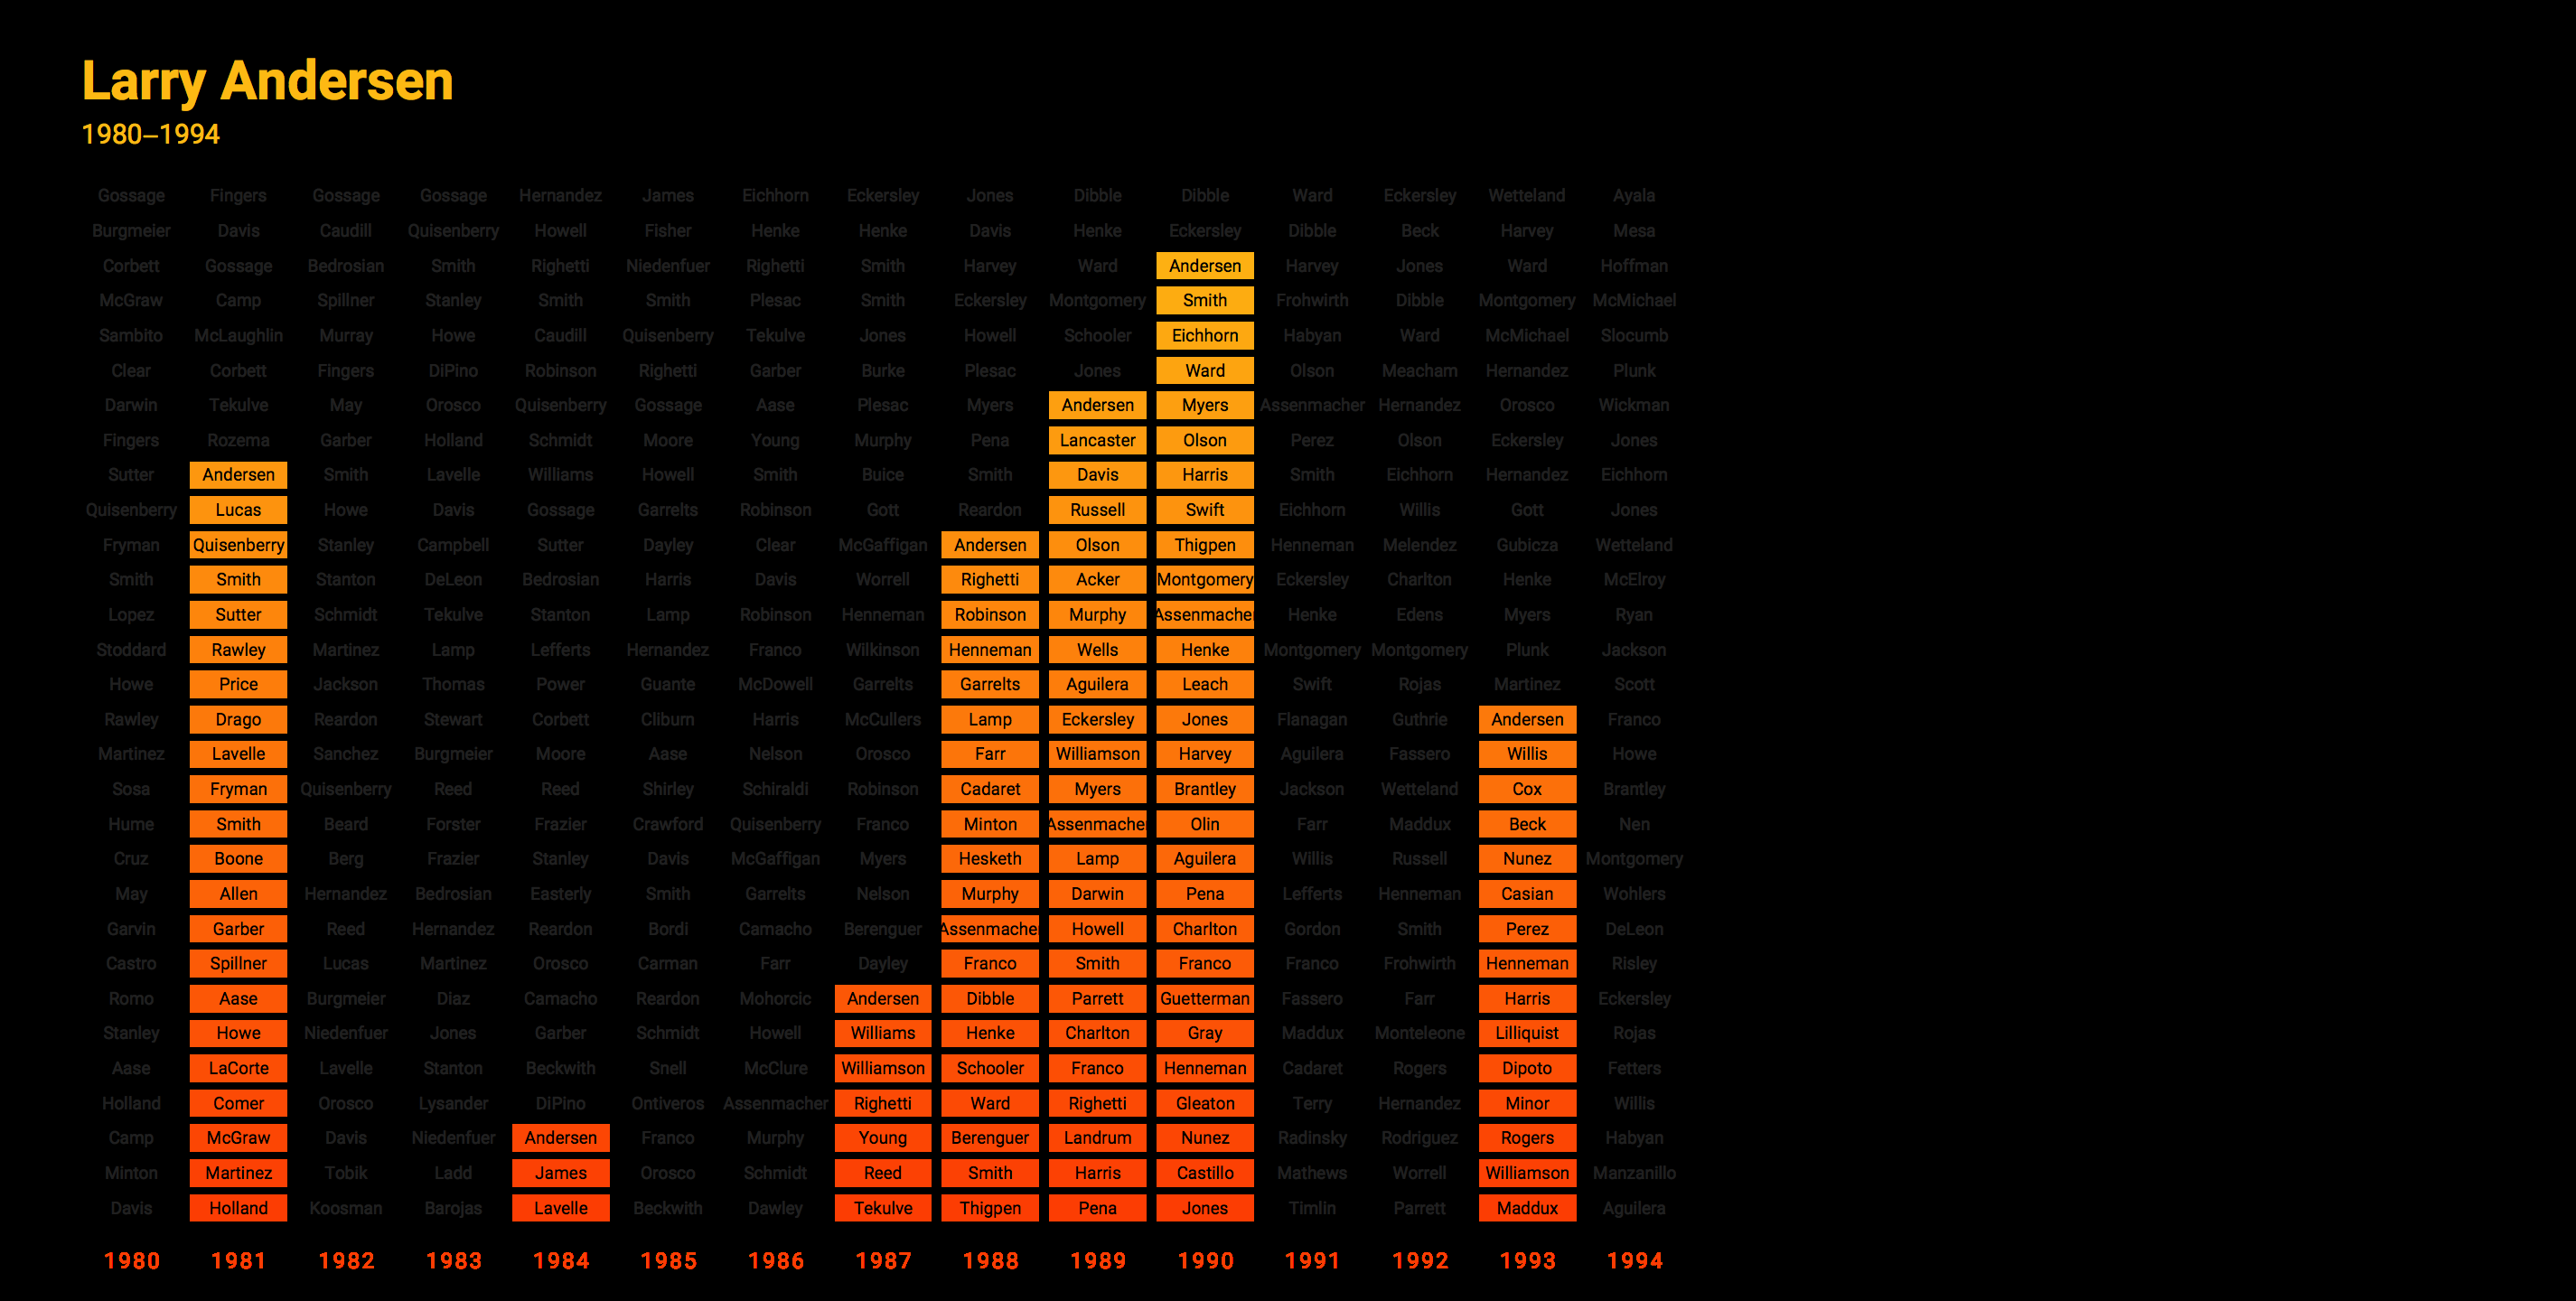 Larry Andersen
1980–1994
Gossage Fingers Gossage Gossage Hernandez James Eichhorn Eckersley Jones Dibble Dibble Ward Eckersley Wetteland Ayala
Burgmeier Davis Caudill Quisenberry Howell Fisher Henke Henke Davis Henke Eckersley Dibble Beck Harvey Mesa
Corbett Gossage Bedrosian Smith Righetti Niedenfuer Righetti Smith Harvey Ward Andersen Harvey Jones Ward Hoffman
McGraw Camp Spillner Stanley Smith Smith Plesac Smith Eckersley Montgomery Smith Frohwirth Dibble Montgomery McMichael
Sambito McLaughlin Murray Howe Caudill Quisenberry Tekulve Jones Howell Schooler Eichhorn Habyan Ward McMichael Slocumb
Clear Corbett Fingers DiPino Robinson Righetti Garber Burke Plesac Jones Ward Olson Meacham Hernandez Plunk
Darwin Tekulve May Orosco Quisenberry Gossage Aase Plesac Myers Andersen Myers Assenmacher Hernandez Orosco Wickman
Fingers Rozema Garber Holland Schmidt Moore Young Murphy Pena Lancaster Olson Perez Olson Eckersley Jones
Sutter Andersen Smith Lavelle Williams Howell Smith Buice Smith Davis Harris Smith Eichhorn Hernandez Eichhorn
Quisenberry Lucas Howe Davis Gossage Garrelts Robinson Gott Reardon Russell Swift Eichhorn Willis Gott Jones
Fryman Quisenberry Stanley Campbell Sutter Dayley Clear McGaffigan Andersen Olson Thigpen Henneman Melendez Gubicza Wetteland
Smith Smith Stanton DeLeon Bedrosian Harris Davis Worrell Righetti Acker Montgomery Eckersley Charlton Henke McElroy
Lopez Sutter Schmidt Tekulve Stanton Lamp Robinson Henneman Robinson Murphy Assenmacher Henke Edens Myers Ryan
Stoddard Rawley Martinez Lamp Lefferts Hernandez Franco Wilkinson Henneman Wells Henke Montgomery Montgomery Plunk Jackson
Howe Price Jackson Thomas Power Guante McDowell Garrelts Garrelts Aguilera Leach Swift Rojas Martinez Scott
Rawley Drago Reardon Stewart Corbett Cliburn Harris McCullers Lamp Eckersley Jones Flanagan Guthrie Andersen Franco
Martinez Lavelle Sanchez Burgmeier Moore Aase Nelson Orosco Farr Williamson Harvey Aguilera Fassero Willis Howe
Sosa Fryman Quisenberry Reed Reed Shirley Schiraldi Robinson Cadaret Myers Brantley Jackson Wetteland Cox Brantley
Hume Smith Beard Forster Frazier Crawford Quisenberry Franco Minton Assenmacher Olin Farr Maddux Beck Nen
Cruz Boone Berg Frazier Stanley Davis McGaffigan Myers Hesketh Lamp Aguilera Willis Russell Nunez Montgomery
May Allen Hernandez Bedrosian Easterly Smith Garrelts Nelson Murphy Darwin Pena Lefferts Henneman Casian Wohlers
Garvin Garber Reed Hernandez Reardon Bordi Camacho Berenguer Assenmacher Howell Charlton Gordon Smith Perez DeLeon
Castro Spillner Lucas Martinez Orosco Carman Farr Dayley Franco Smith Franco Franco Frohwirth Henneman Risley
Romo Aase Burgmeier Diaz Camacho Reardon Mohorcic Andersen Dibble Parrett Guetterman Fassero Farr Harris Eckersley
Stanley Howe Niedenfuer Jones Garber Schmidt Howell Williams Henke Charlton Gray Maddux Monteleone Lilliquist Rojas
Aase LaCorte Lavelle Stanton Beckwith Snell McClure Williamson Schooler Franco Henneman Cadaret Rogers Dipoto Fetters
Holland Comer Orosco Lysander DiPino Ontiveros Assenmacher Righetti Ward Righetti Gleaton Terry Hernandez Minor Willis
Camp McGraw Davis Niedenfuer Andersen Franco Murphy Young Berenguer Landrum Nunez Radinsky Rodriguez Rogers Habyan
Minton Martinez Tobik Ladd James Orosco Schmidt Reed Smith Harris Castillo Mathews Worrell Williamson Manzanillo
Davis Holland Koosman Barojas Lavelle Beckwith Dawley Tekulve Thigpen Pena Jones Timlin Parrett Maddux Aguilera
1980 1981 1982 1983 1984 1985 1986 1987 1988 1989 1990 1991 1992 1993 1994